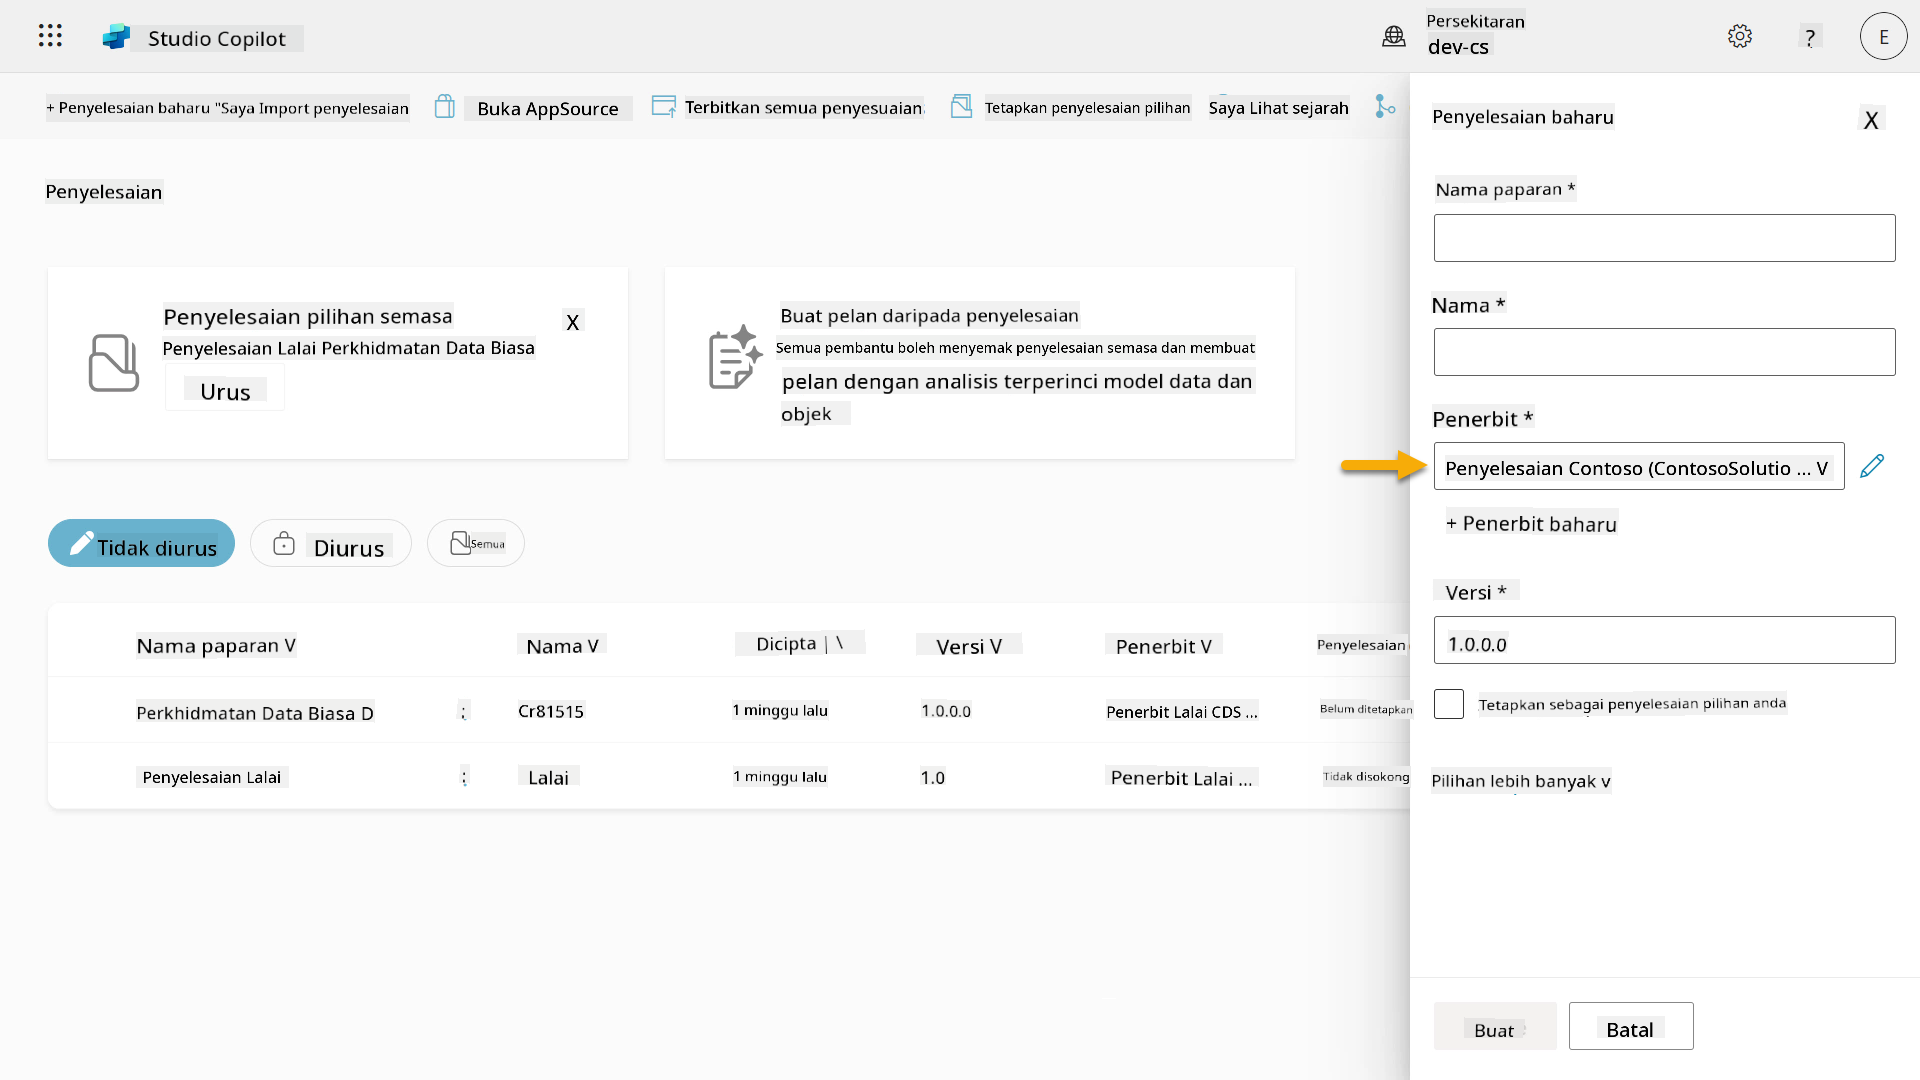 Studio Copilot
Persekitaran
dev-cs
?
E
+ Penyelesaian baharu "Saya Import penyelesaian
Buka AppSource
Terbitkan semua penyesuaian
Tetapkan penyelesaian pilihan
Saya Lihat sejarah
Penyelesaian
Penyelesaian pilihan semasa
X
Penyelesaian Lalai Perkhidmatan Data Biasa
Urus
Buat pelan daripada penyelesaian
Semua pembantu boleh menyemak penyelesaian semasa dan membuat
pelan dengan analisis terperinci model data dan
objek
Tidak diurus
Diurus
Semua
Nama paparan V
Nama V
Dicipta | \
Versi V
Penerbit V
Penyelesaian
Perkhidmatan Data Biasa D
:
Cr81515
1 minggu lalu
1.0.0.0
Penerbit Lalai CDS ...
Belum ditetapkan
Penyelesaian Lalai
:
Lalai
1 minggu lalu
1.0
Penerbit Lalai ...
Tidak disokong
Penyelesaian baharu
X
Nama paparan *
Nama *
Penerbit *
Penyelesaian Contoso (ContosoSolutio ... V
+ Penerbit baharu
Versi *
1.0.0.0
Tetapkan sebagai penyelesaian pilihan anda
Pilihan lebih banyak v
Buat
Batal